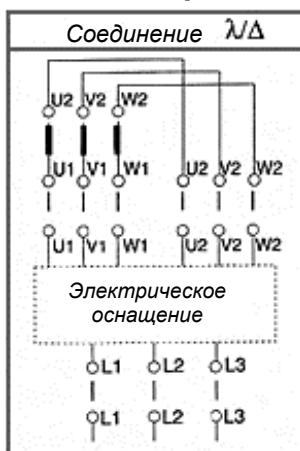 Соединение λ/Δ
U2 V2 W2
U1 V1 W1 U2 V2 W2
U1 V1 W1 U2 V2 W2
Электрическое
оснащение
L1 L2 L3
L1 L2 L3